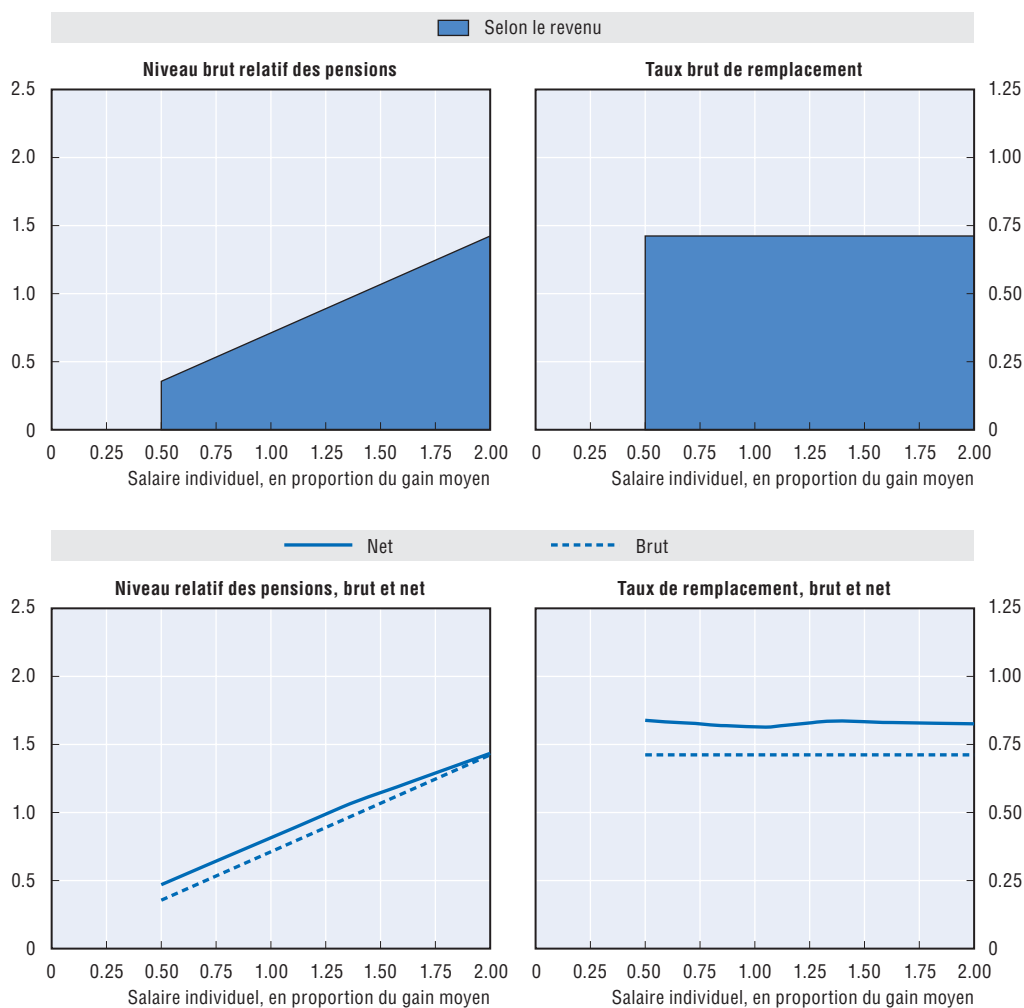 Selon le revenu
Niveau brut relatif des pensions
Taux brut de remplacement
2.5
2.0
1.5
1.0
0.5
0
1.25
1.00
0.75
0.50
0.25
0
0 0.25 0.50 0.75 1.00 1.25 1.50 1.75 2.00
Salaire individuel, en proportion du gain moyen
0 0.25 0.50 0.75 1.00 1.25 1.50 1.75 2.00
Salaire individuel, en proportion du gain moyen
Net Brut
Niveau relatif des pensions, brut et net
Taux de remplacement, brut et net
2.5
2.0
1.5
1.0
0.5
0
1.25
1.00
0.75
0.50
0.25
0
0 0.25 0.50 0.75 1.00 1.25 1.50 1.75 2.00
Salaire individuel, en proportion du gain moyen
0 0.25 0.50 0.75 1.00 1.25 1.50 1.75 2.00
Salaire individuel, en proportion du gain moyen